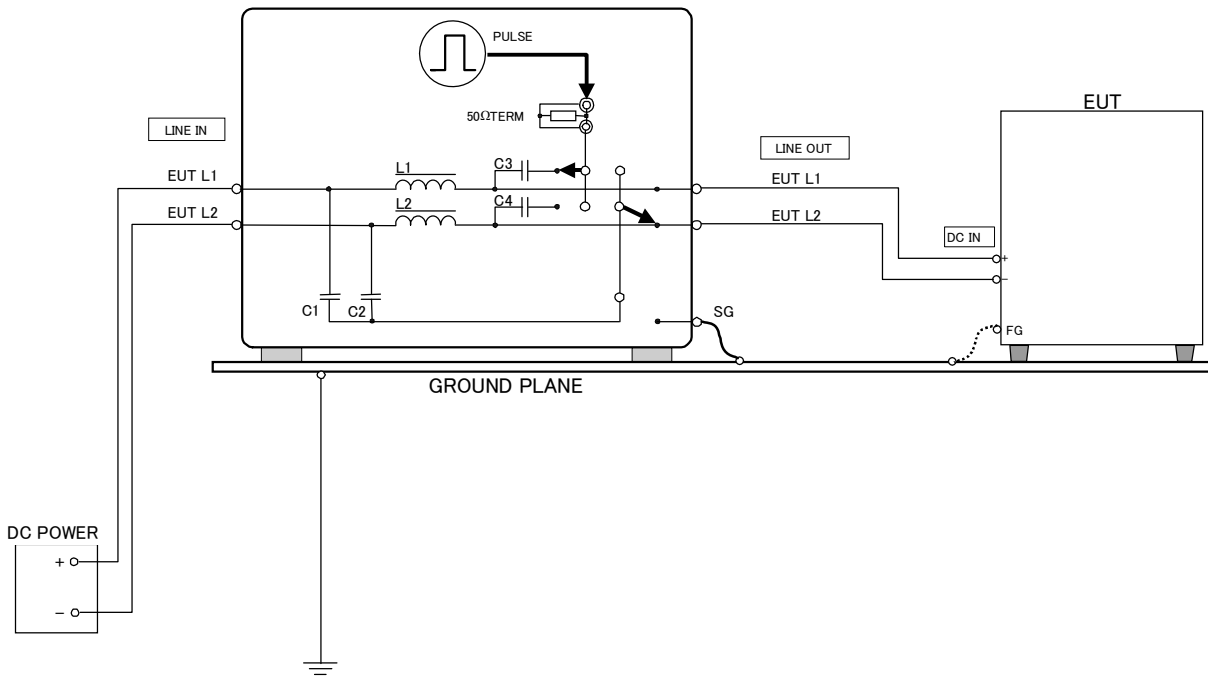 PULSE
50ΩTERM
EUT
LINE IN
LINE OUT
EUT L1
L1
C3
EUT L1
EUT L2
L2
C4
EUT L2
DC IN
+
−
C1
C2
SG
FG
GROUND PLANE
DC POWER
+
−